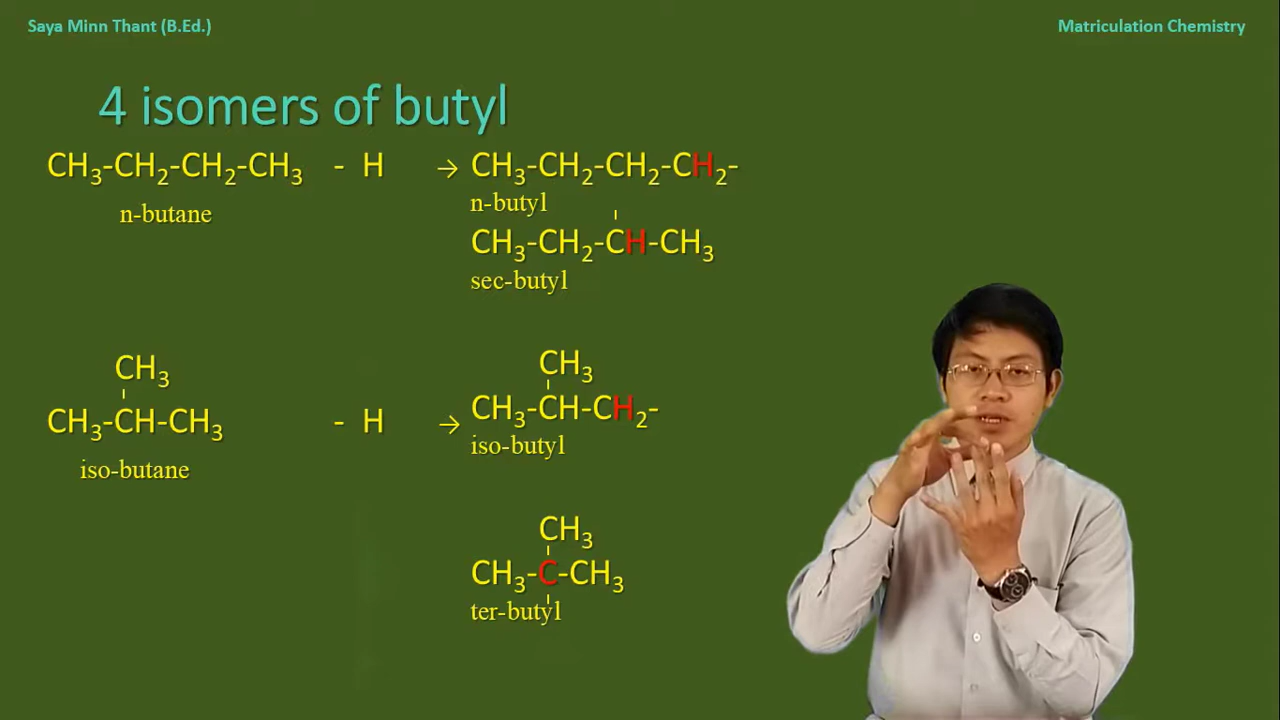 Saya Minn Thant (B.Ed.)
Matriculation Chemistry
4 isomers of butyl
CH₃-CH₂-CH₂-CH₃ - H → CH₃-CH₂-CH₂-CH₂-
n-butane
n-butyl
CH₃-CH₂-CH-CH₃
sec-butyl
CH₃
CH₃-CH-CH₃ - H →
iso-butane
CH₃
CH₃-CH-CH₂-
iso-butyl
CH₃
CH₃-C-CH₃
ter-butyl